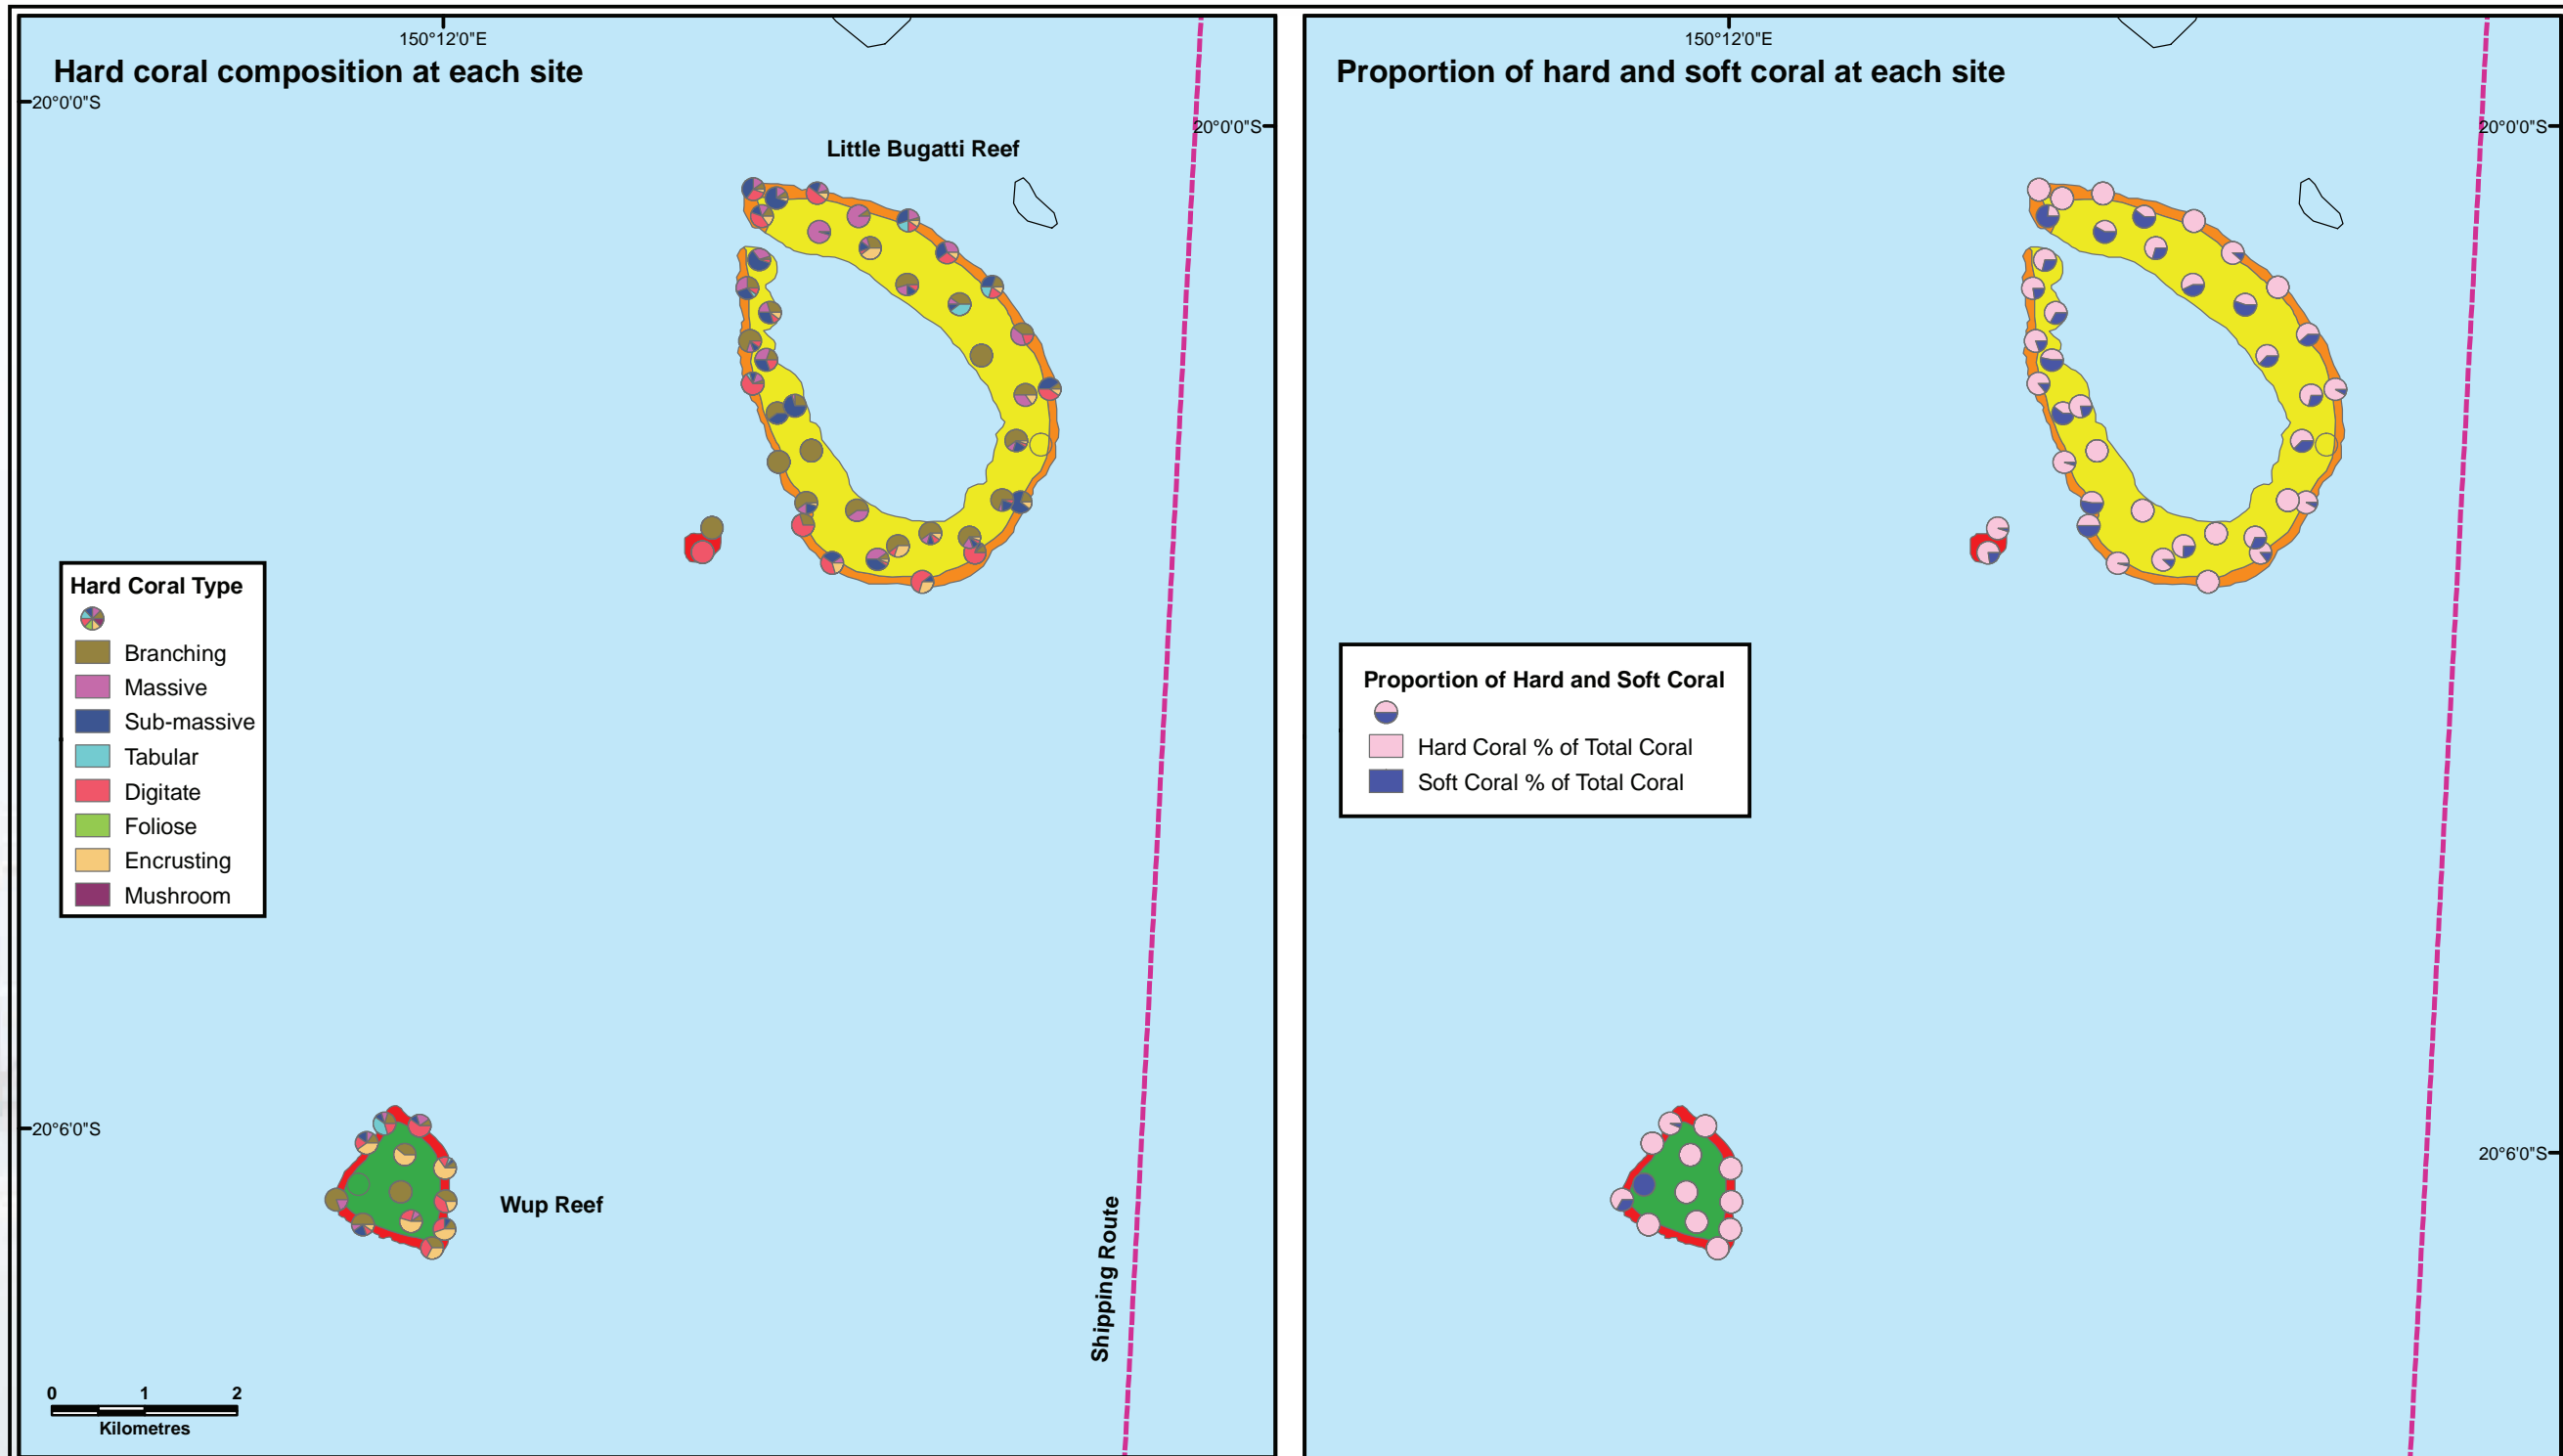 150°12'0"E
Hard coral composition at each site
20°0'0"S
20°0'0"S
Little Bugatti Reef
Hard Coral Type
Branching
Massive
Sub-massive
Tabular
Digitate
Foliose
Encrusting
Mushroom
20°6'0"S
Wup Reef
Shipping Route
0 1 2
Kilometres
150°12'0"E
Proportion of hard and soft coral at each site
20°0'0"S
Proportion of Hard and Soft Coral
Hard Coral % of Total Coral
Soft Coral % of Total Coral
20°6'0"S